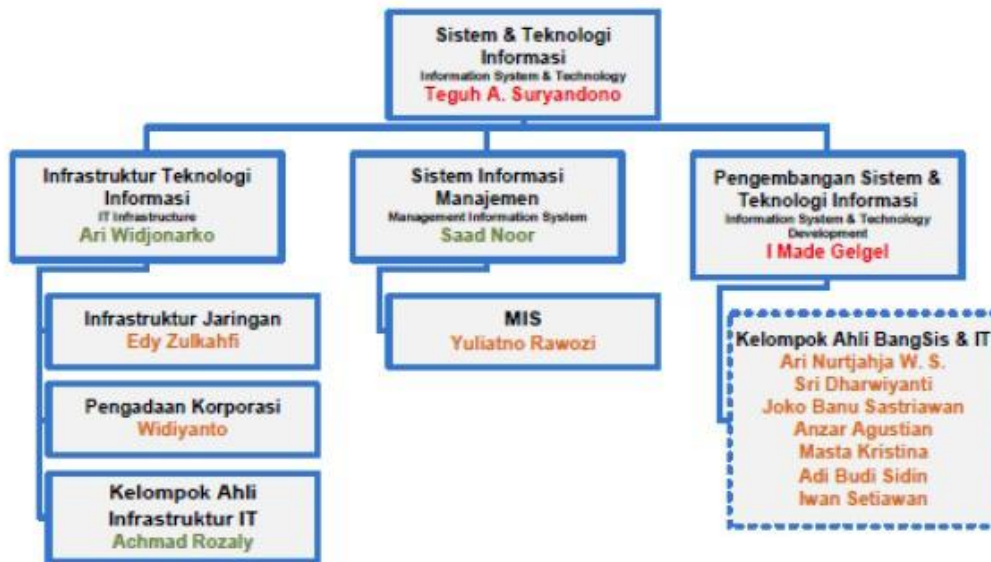 Sistem & Teknologi
Informasi
Information System & Technology
Teguh A. Suryandono
Infrastruktur Teknologi
Informasi
IT Infrastructure
Ari Widjonarko
Sistem Informasi
Manajemen
Management Information System
Saad Noor
Pengembangan Sistem &
Teknologi Informasi
Information System & Technology
Development
I Made Gelgel
Infrastruktur Jaringan
Edy Zulkahfi
Pengadaan Korporasi
Widiyanto
Kelompok Ahli
Infrastruktur IT
Achmad Rozaly
MIS
Yuliatno Rawozi
Kelompok Ahli BangSis & IT
Ari Nurtjahja W. S.
Sri Dharwiyanti
Joko Banu Sastriawan
Anzar Agustian
Masta Kristina
Adi Budi Sidin
Iwan Setiawan